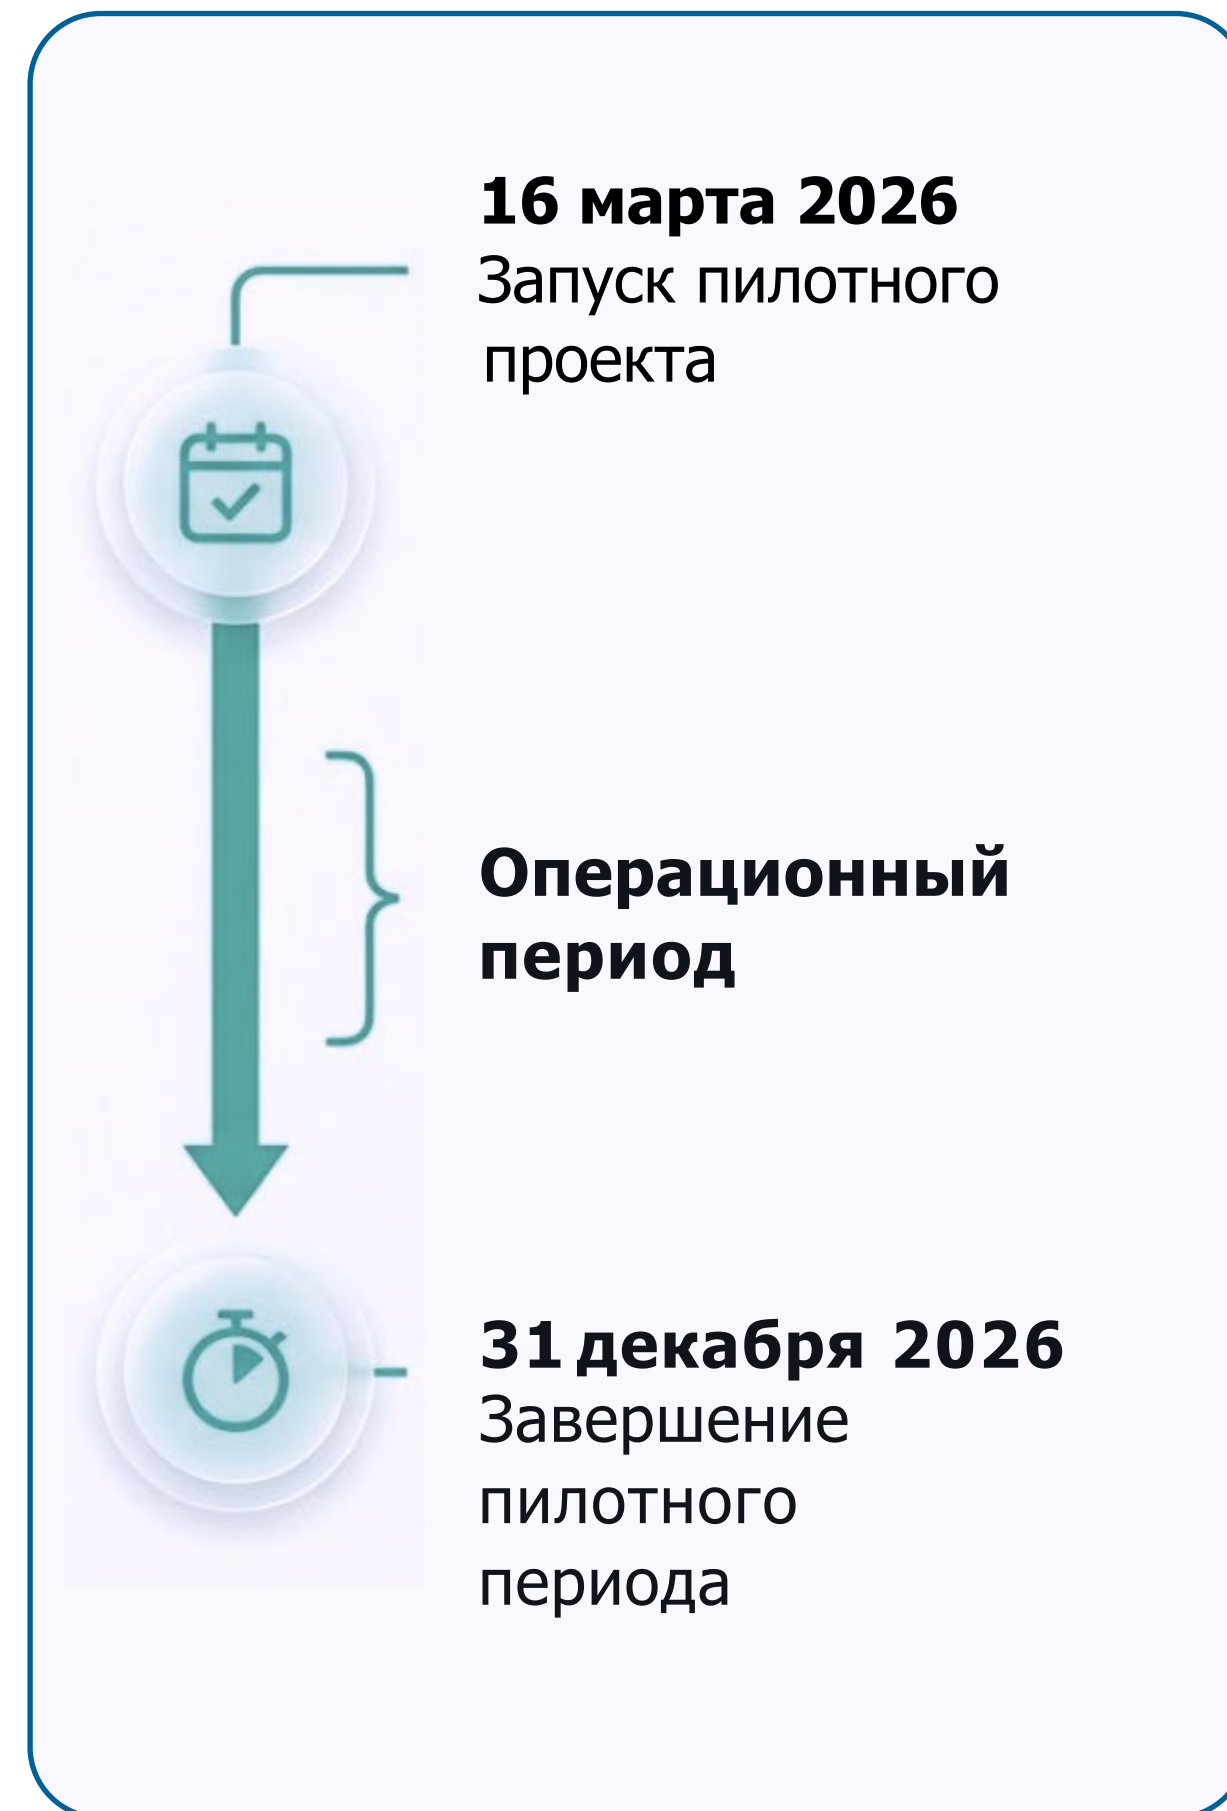 16 марта 2026
Запуск пилотного
проекта
Операционный
период
31 декабря 2026
Завершение
пилотного
периода